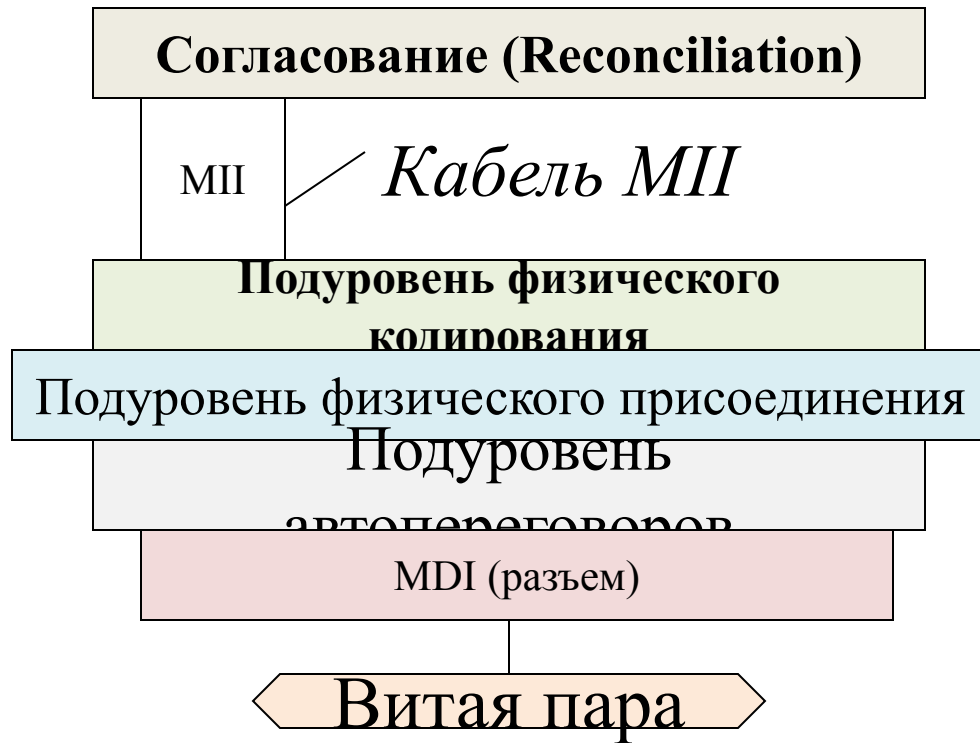 Согласование (Reconciliation)
MII
Кабель MII
Подуровень физического
кодирования
Подуровень физического присоединения
Подуровень
автопереговоров
MDI (разъем)
Витая пара